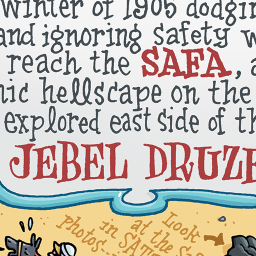 winter of 1905 dodgin
and ignoring safety w
reach the SAFA, a
nic hellscape on the
explored east side of th
JEBEL DRUZE
Look
at the S
in SAT
photos...